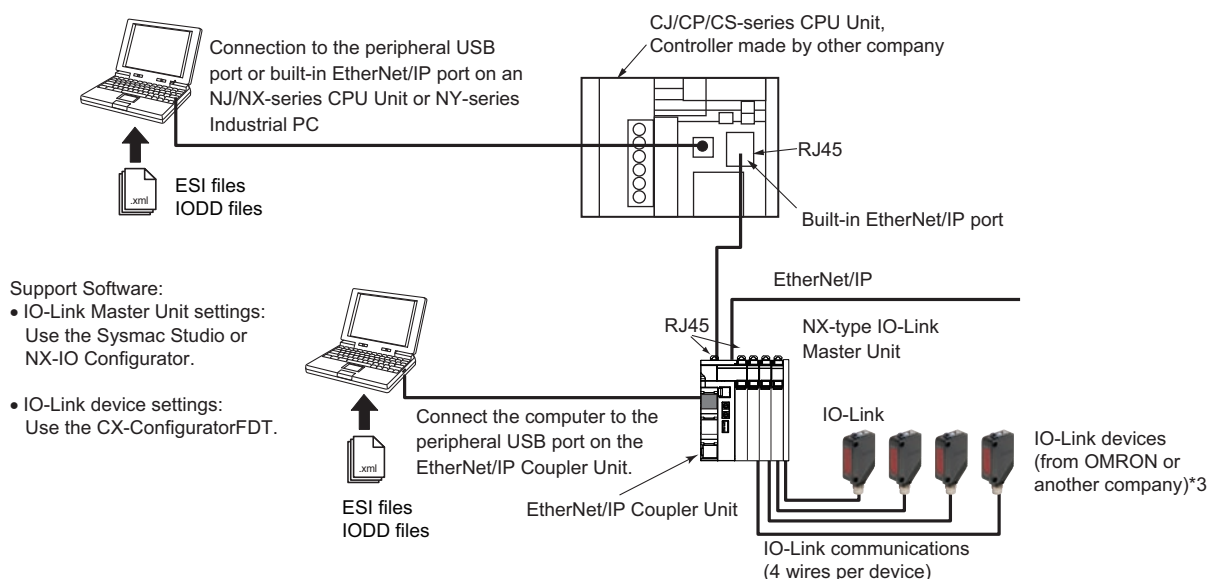 CJ/CP/CS-series CPU Unit,
Controller made by other company
Connection to the peripheral USB
port or built-in EtherNet/IP port on an
NJ/NX-series CPU Unit or NY-series
Industrial PC
RJ45
.xml
ESI files
IODD files
Built-in EtherNet/IP port
EtherNet/IP
Support Software:
• IO-Link Master Unit settings:
Use the Sysmac Studio or
NX-IO Configurator.
• IO-Link device settings:
Use the CX-ConfiguratorFDT.
RJ45
NX-type IO-Link
Master Unit
Connect the computer to the
peripheral USB port on the
EtherNet/IP Coupler Unit.
IO-Link
IO-Link devices
(from OMRON or
another company)*3
.xml
ESI files
IODD files
EtherNet/IP Coupler Unit
IO-Link communications
(4 wires per device)